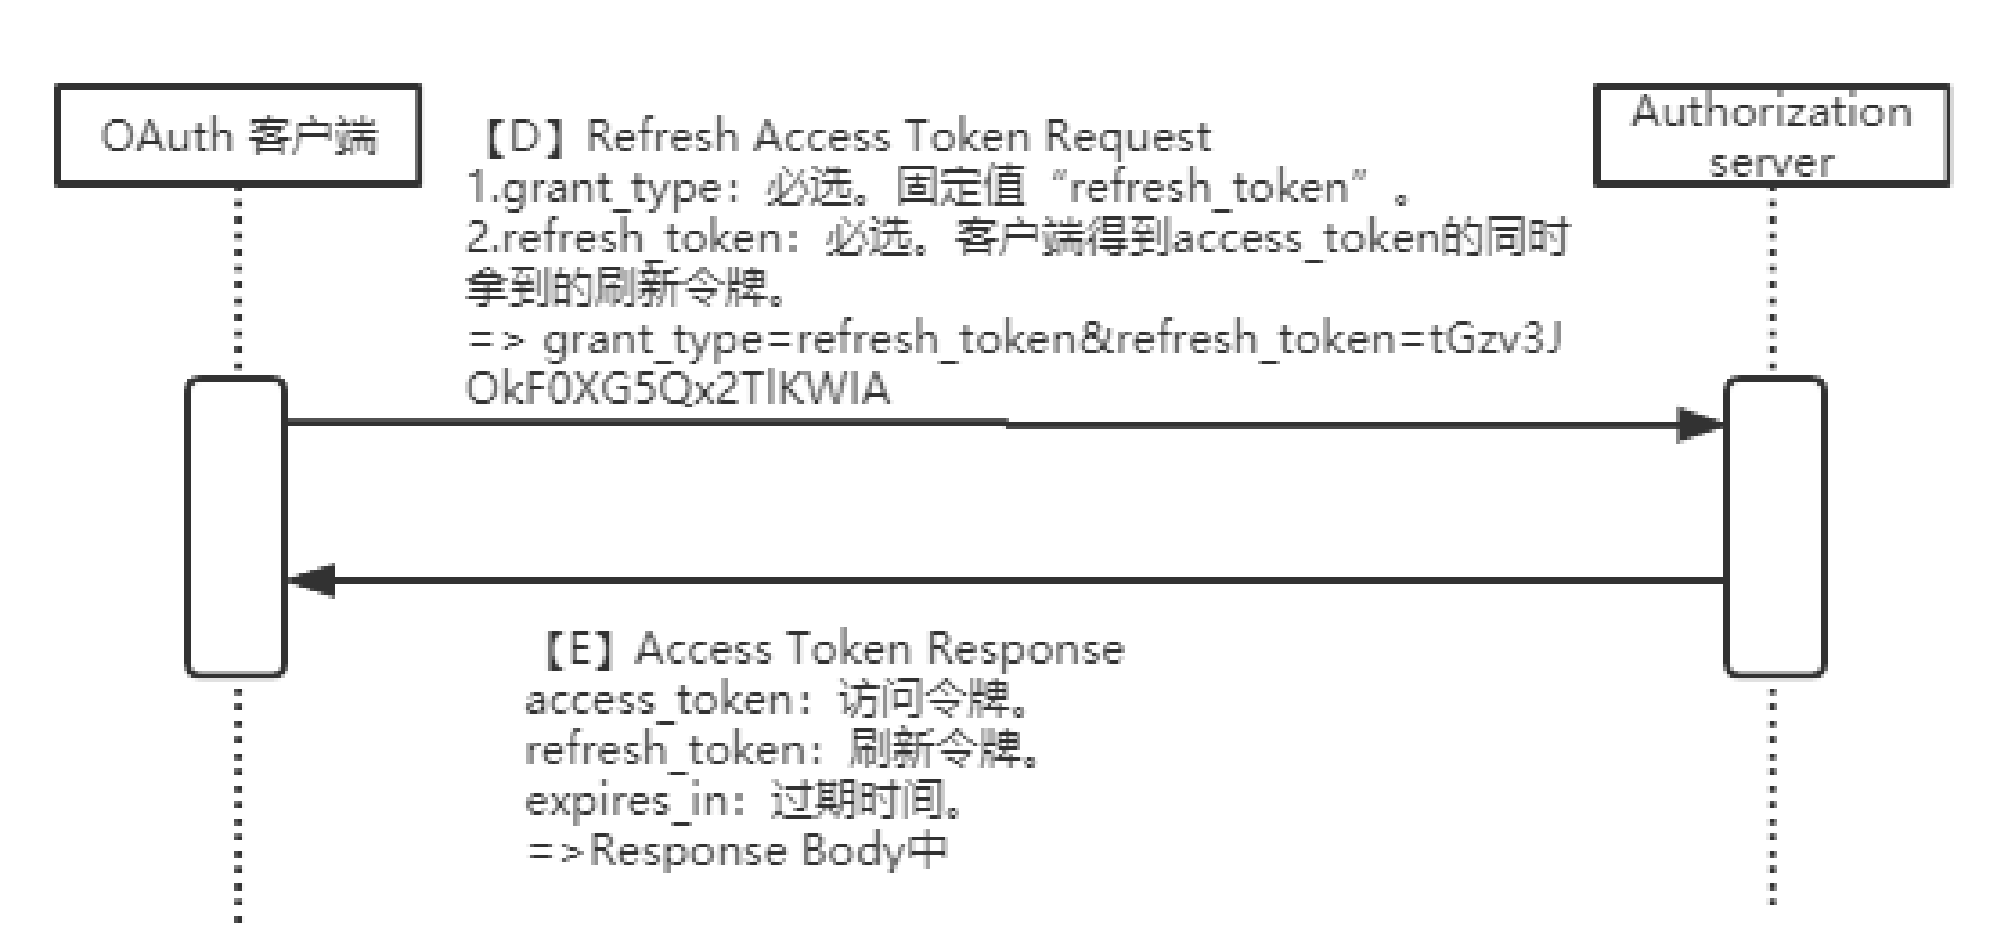 OAuth 客户端
【D】Refresh Access Token Request
1.grant_type：必选。固定值“refresh_token”。
2.refresh_token：必选。客户端得到access_token的同时
拿到的刷新令牌。
=> grant_type=refresh_token&refresh_token=tGzv3J
OkF0XG5Qx2TlKWIA
Authorization
server
【E】Access Token Response
access_token：访问令牌。
refresh_token：刷新令牌。
expires_in：过期时间。
=>Response Body中